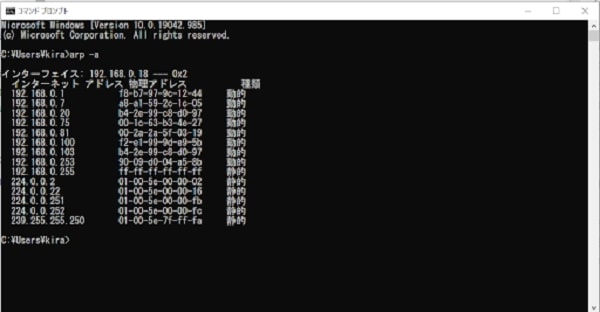 コマンド プロンプト
Microsoft Windows [Version 10.0.19042.985]
(c) Microsoft Corporation. All rights reserved.
C:¥Users¥kira>arp -a
インターフェイス: 192.168.0.18 --- 0x2
インターネット アドレス 物理アドレス 種類
192.168.0.1 f8-b7-97-9c-12-44 動的
192.168.0.7 a8-a1-59-2c-1c-05 動的
192.168.0.20 b4-2e-99-c8-d0-97 動的
192.168.0.75 00-1c-63-b3-4e-27 動的
192.168.0.81 00-2a-2a-5f-03-19 動的
192.168.0.100 f2-e1-99-9d-a9-5b 動的
192.168.0.103 b4-2e-99-c8-d0-97 動的
192.168.0.253 90-09-d0-04-a5-8b 動的
192.168.0.255 ff-ff-ff-ff-ff-ff 静的
224.0.0.2 01-00-5e-00-00-02 静的
224.0.0.22 01-00-5e-00-00-16 静的
224.0.0.251 01-00-5e-00-00-fb 静的
224.0.0.252 01-00-5e-00-00-fc 静的
239.255.255.250 01-00-5e-7f-ff-fa 静的
C:¥Users¥kira>